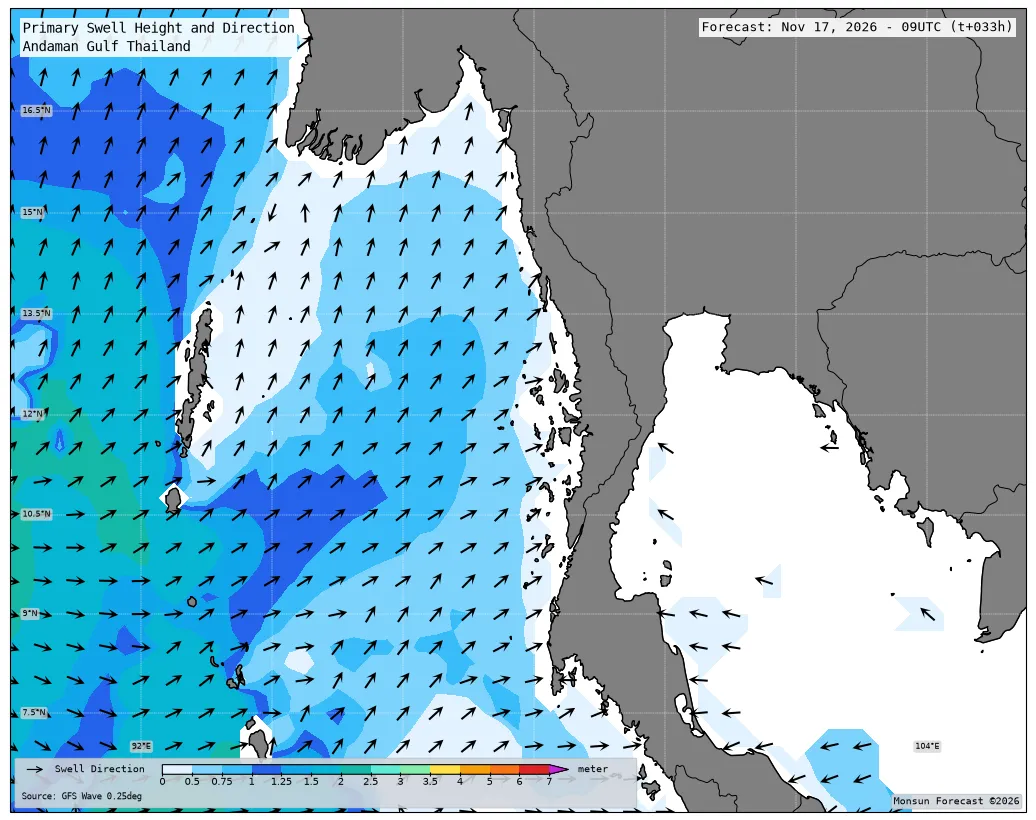 Primary Swell Height and Direction
Andaman Gulf Thailand
Forecast: Nov 17, 2026 - 09UTC (t+033h)
16.5°N
15°N
13.5°N
12°N
10.5°N
9°N
7.5°N
92°E
104°E
Swell Direction
meter
0 0.5 0.75 1.25 1.5 2 2.5 3 3.5 4 5 6 7
Source: GFS Wave 0.25deg
Monsun Forecast ©2026